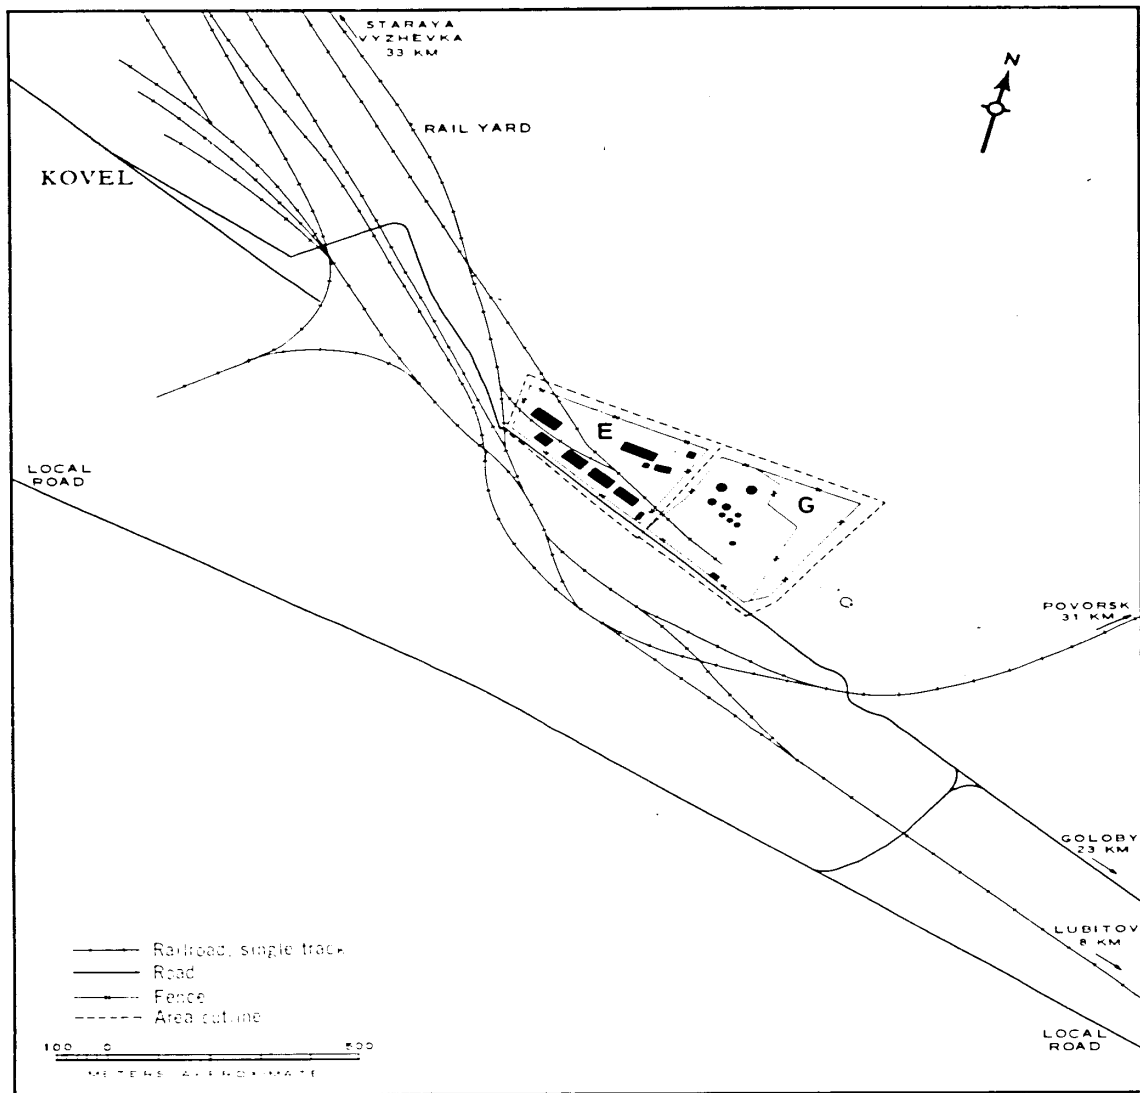 STARAYA
VYZHEVKA
33 KM
N
RAIL YARD
KOVEL
E
G
LOCAL
ROAD
POVORSK
31 KM
GOLOBY
23 KM
LUBITOV
8 KM
LOCAL
ROAD
Railroad, single track
Road
Fence
Area outline
100 0 500
METERS APPROXIMATE